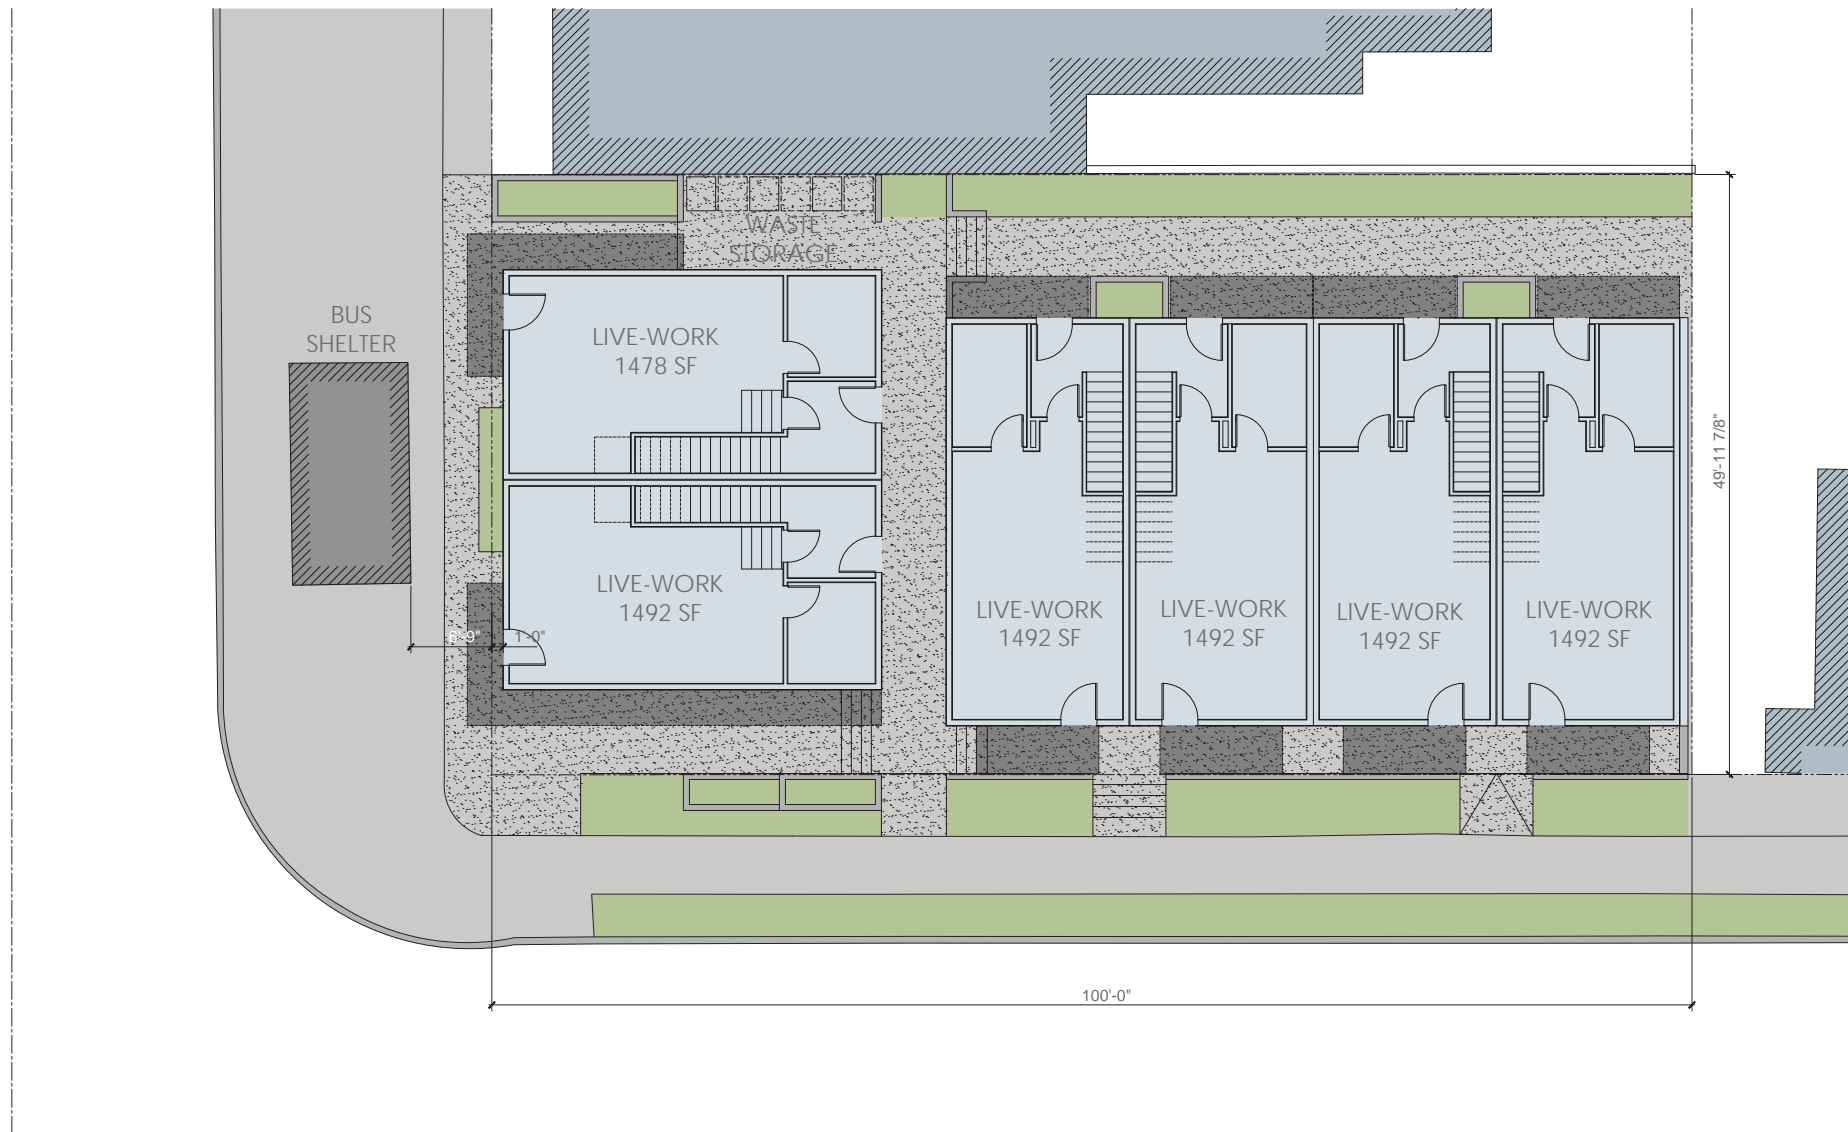 WASTE
STORAGE
BUS
SHELTER
LIVE-WORK
1478 SF
LIVE-WORK
1492 SF
6'-9"
1'-0"
LIVE-WORK
1492 SF
LIVE-WORK
1492 SF
LIVE-WORK
1492 SF
LIVE-WORK
1492 SF
49'-11 7/8"
100'-0"